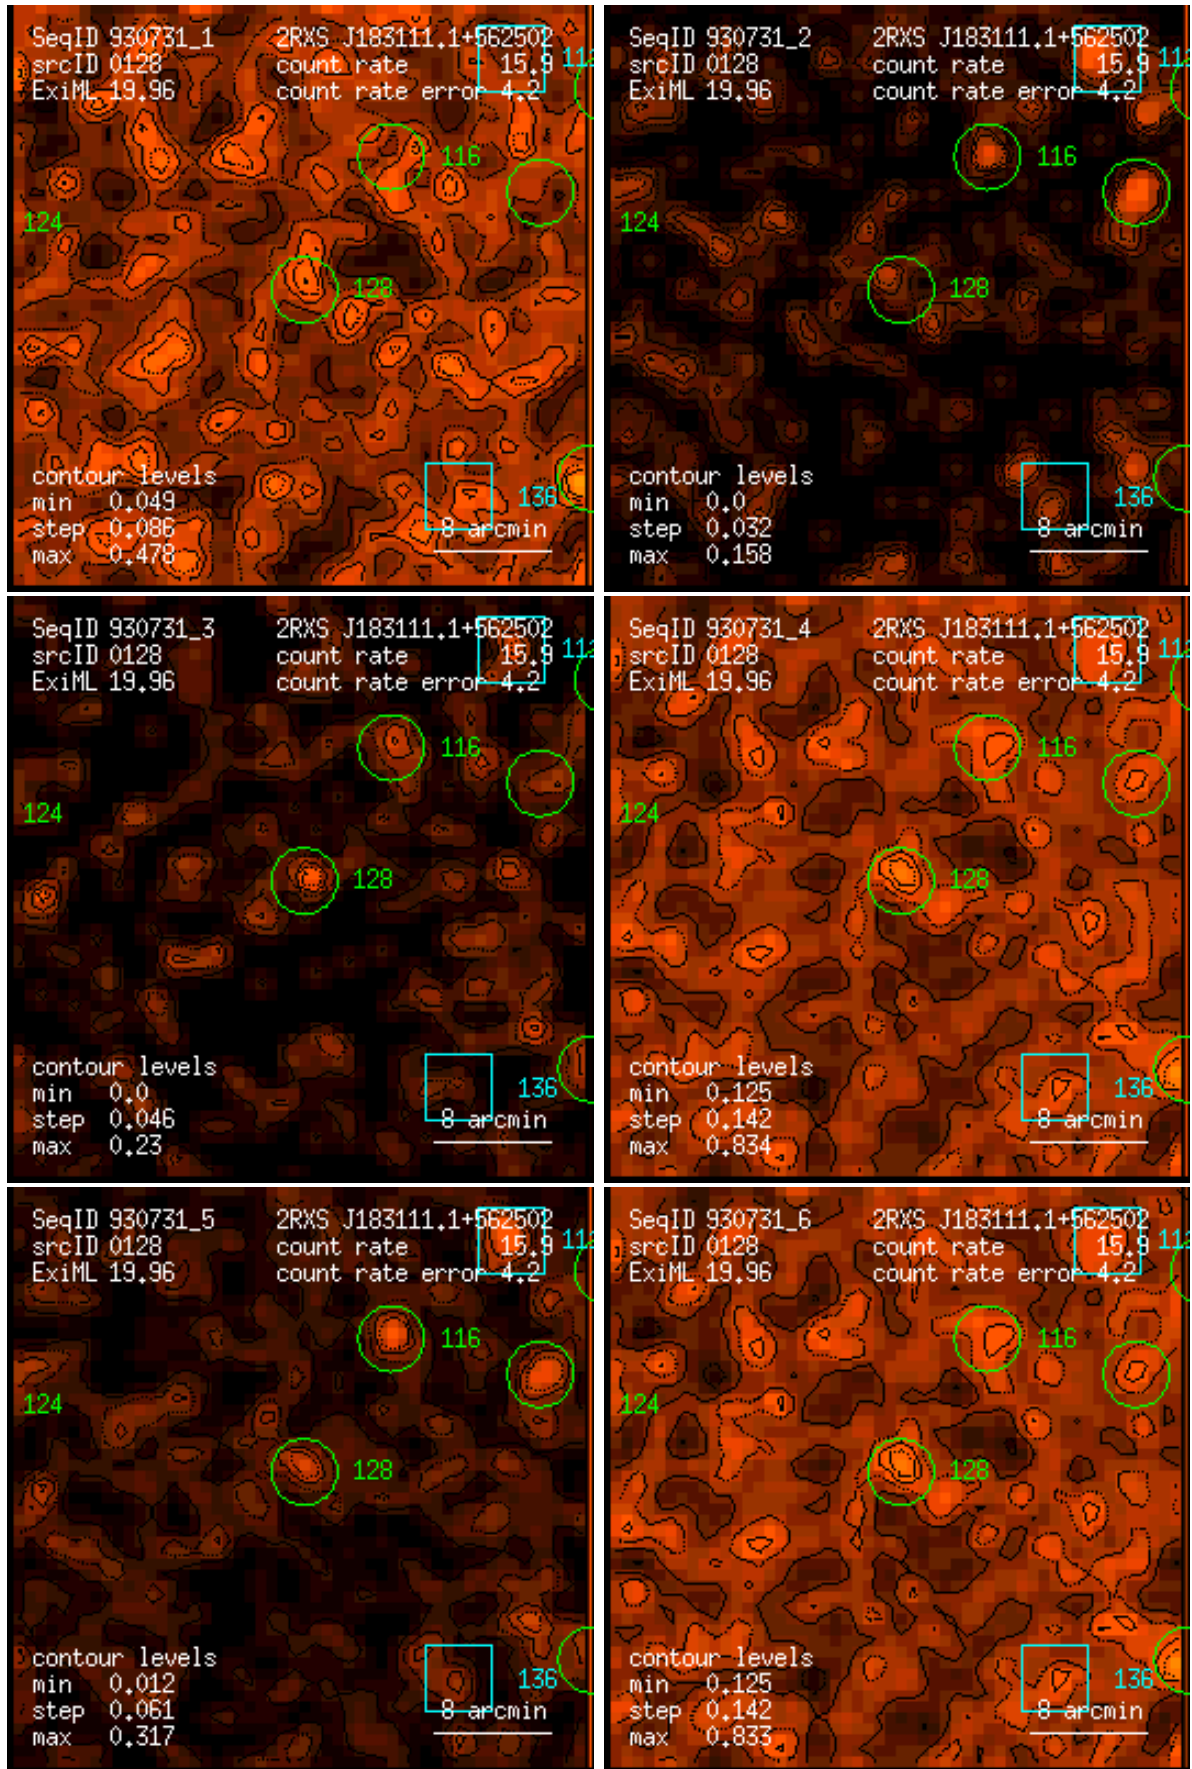 SeqID 930731_1 2RXS J183111.1+562502
srcID 0128 count rate 15.9 113
ExiML 19.96 count rate error 4.2
116
124
128
contour levels
min 0.049
136
step 0.086 8 arcmin
max 0.478
SeqID 930731_2 2RXS J183111.1+562502
srcID 0128 count rate 15.9 113
ExiML 19.96 count rate error 4.2
116
124
128
contour levels
min 0.0
136
step 0.032 8 arcmin
max 0.158
SeqID 930731_3 2RXS J183111.1+562502
srcID 0128 count rate 15.9 113
ExiML 19.96 count rate error 4.2
116
124
128
contour levels
min 0.0
136
step 0.046 8 arcmin
max 0.23
SeqID 930731_4 2RXS J183111.1+562502
srcID 0128 count rate 15.9 113
ExiML 19.96 count rate error 4.2
116
124
128
contour levels
min 0.125
136
step 0.142 8 arcmin
max 0.834
SeqID 930731_5 2RXS J183111.1+562502
srcID 0128 count rate 15.9 113
ExiML 19.96 count rate error 4.2
116
124
128
contour levels
min 0.012
136
step 0.061 8 arcmin
max 0.317
SeqID 930731_6 2RXS J183111.1+562502
srcID 0128 count rate 15.9 113
ExiML 19.96 count rate error 4.2
116
124
128
contour levels
min 0.125
136
step 0.142 8 arcmin
max 0.833